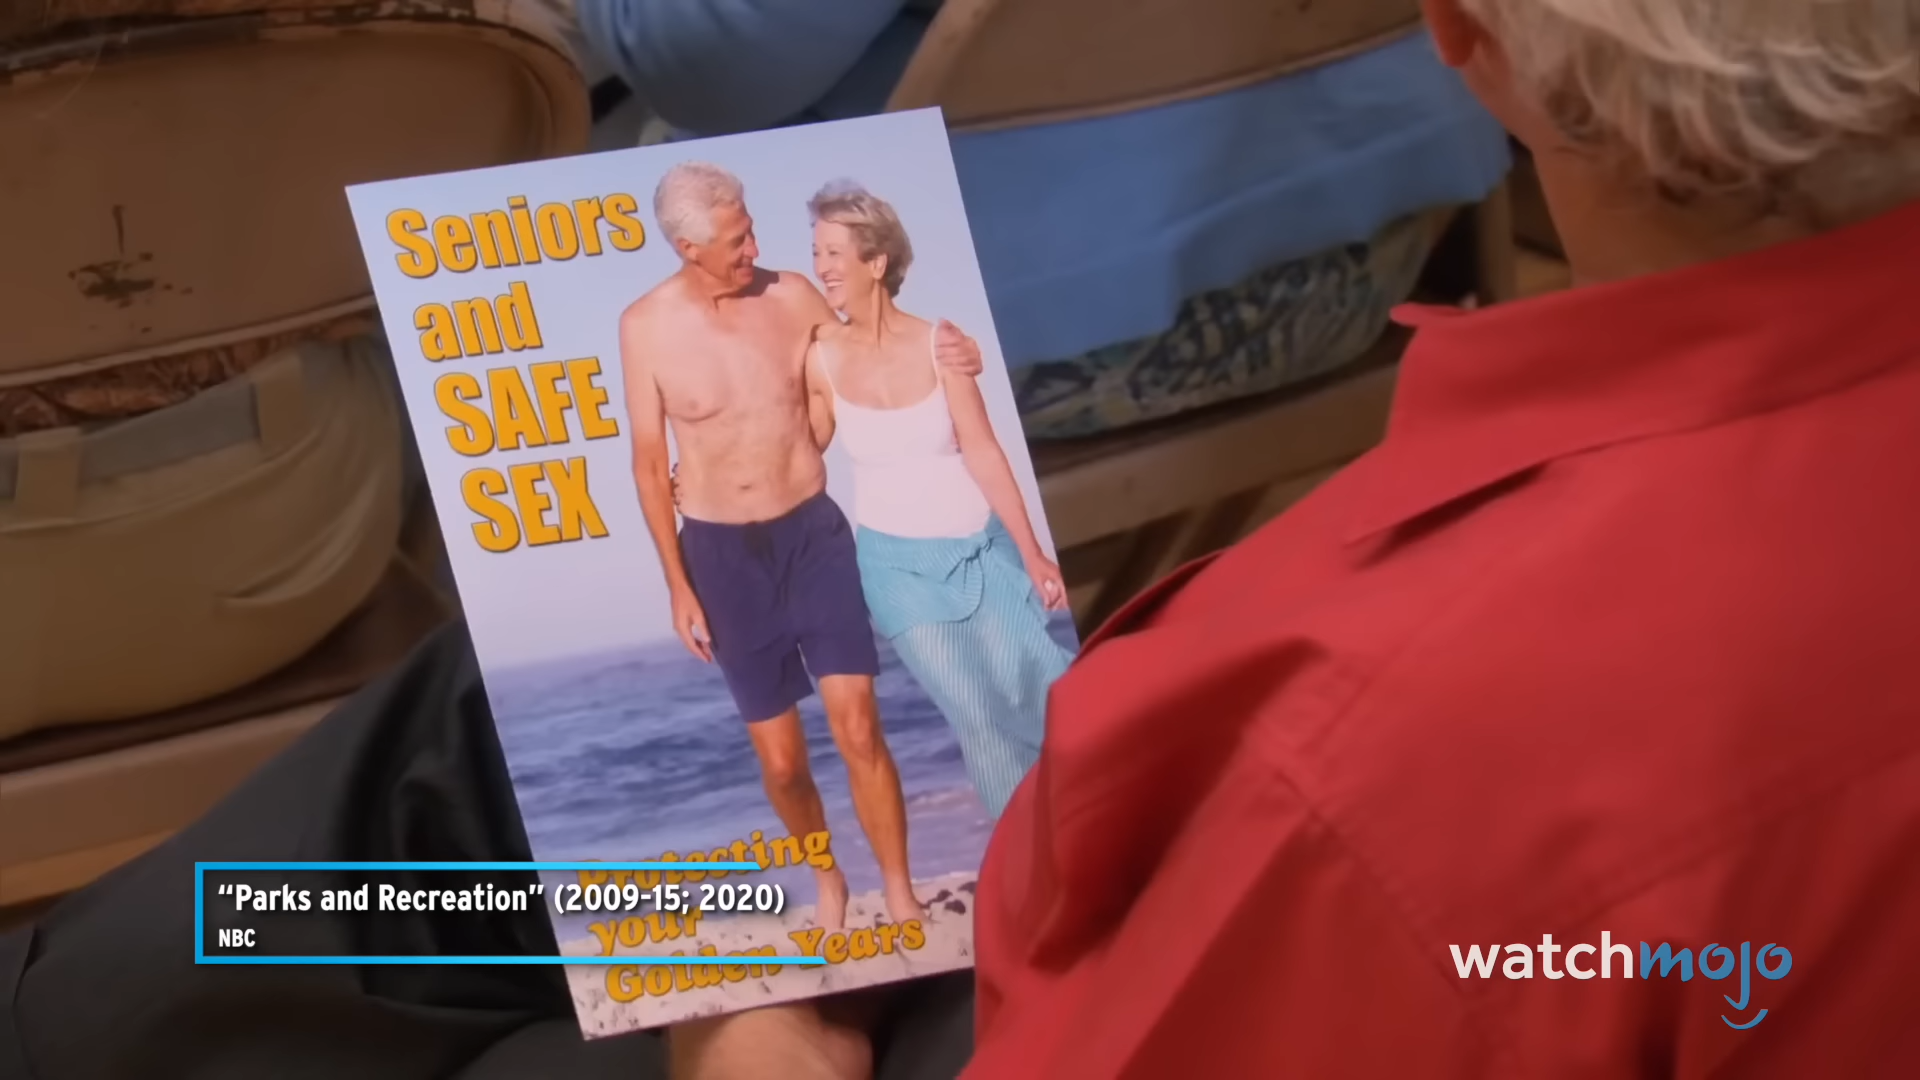 Seniors
and
SAFE
SEX
Protecting
your
Golden Years
“Parks and Recreation” (2009-15; 2020)
NBC
watchmojo